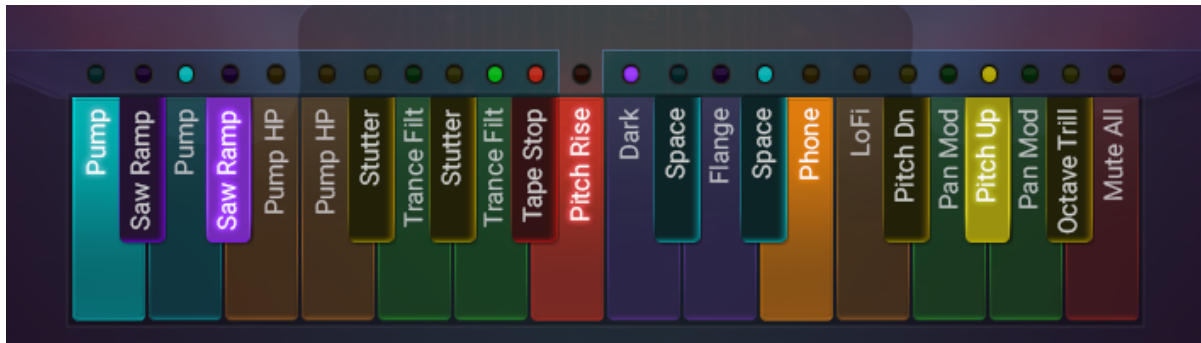 Pump
Saw Ramp
Pump
Saw Ramp
Pump HP
Pump HP
Stutter
Trance Filt
Stutter
Trance Filt
Tape Stop
Pitch Rise
Dark
Space
Flange
Space
Phone
LoFi
Pitch Dn
Pan Mod
Pitch Up
Pan Mod
Octave Trill
Mute All